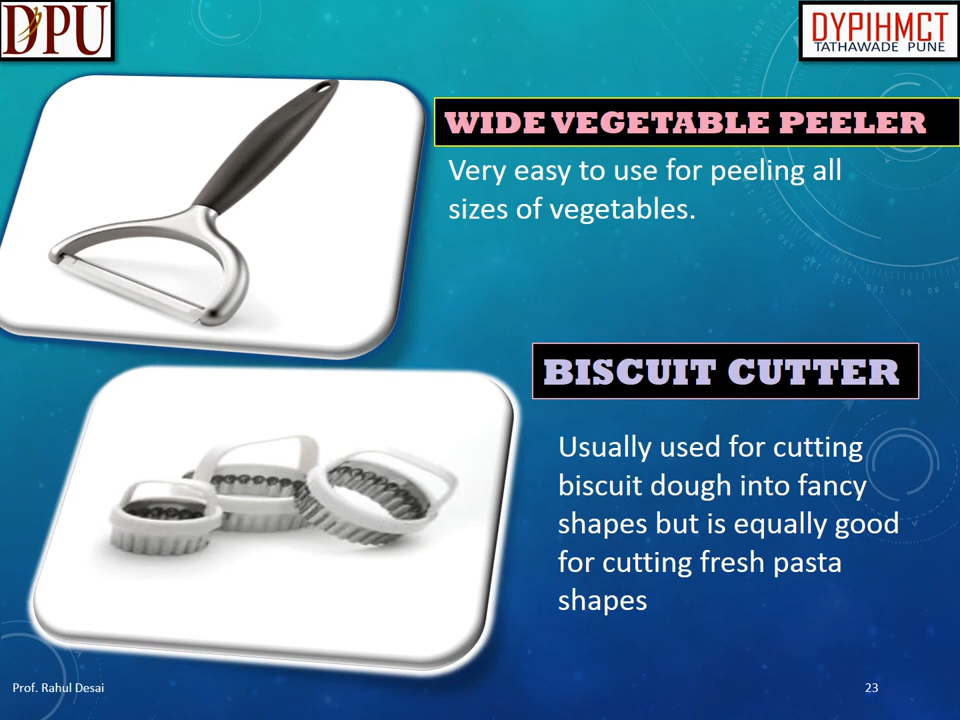 DPU
DYPIHMCT
TATHAWADE PUNE
WIDE VEGETABLE PEELER
Very easy to use for peeling all
sizes of vegetables.
BISCUIT CUTTER
Usually used for cutting
biscuit dough into fancy
shapes but is equally good
for cutting fresh pasta
shapes
Prof. Rahul Desai
23